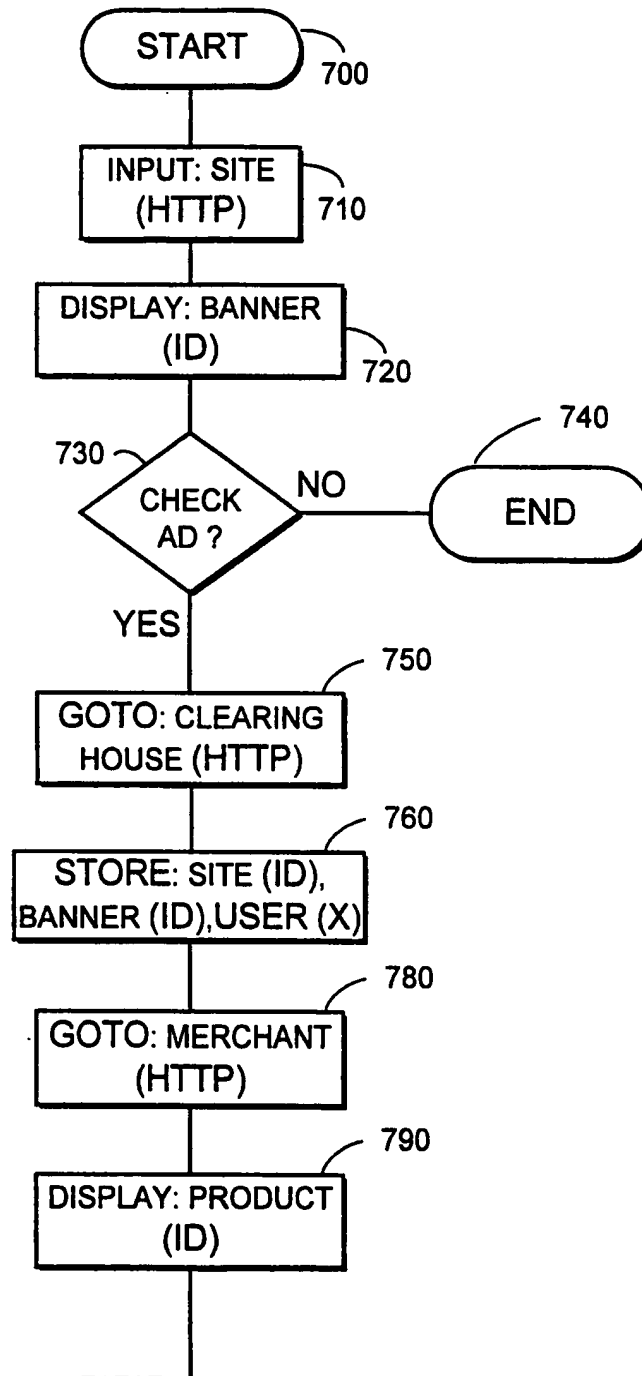 START
700
INPUT: SITE
(HTTP)
710
DISPLAY: BANNER
(ID)
720
730
740
CHECK
AD ?
NO
END
YES
750
GOTO: CLEARING
HOUSE (HTTP)
760
STORE: SITE (ID),
BANNER (ID),USER (X)
780
GOTO: MERCHANT
(HTTP)
790
DISPLAY: PRODUCT
(ID)